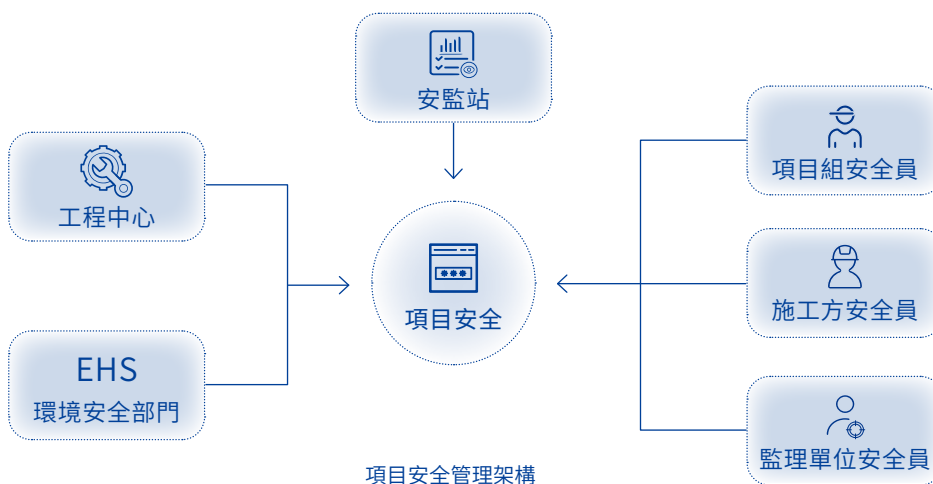 安監站
工程中心
EHS
環境安全部門
項目安全
項目組安全員
施工方安全員
監理單位安全員
項目安全管理架構